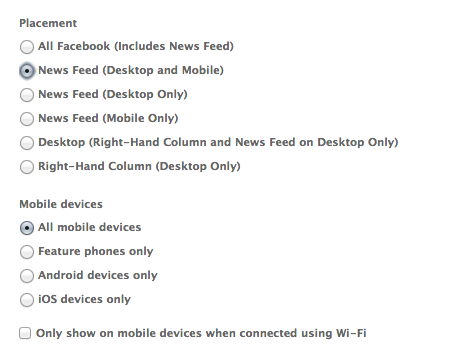 Placement
All Facebook (Includes News Feed)
News Feed (Desktop and Mobile)
News Feed (Desktop Only)
News Feed (Mobile Only)
Desktop (Right-Hand Column and News Feed on Desktop Only)
Right-Hand Column (Desktop Only)
Mobile devices
All mobile devices
Feature phones only
Android devices only
iOS devices only
Only show on mobile devices when connected using Wi-Fi